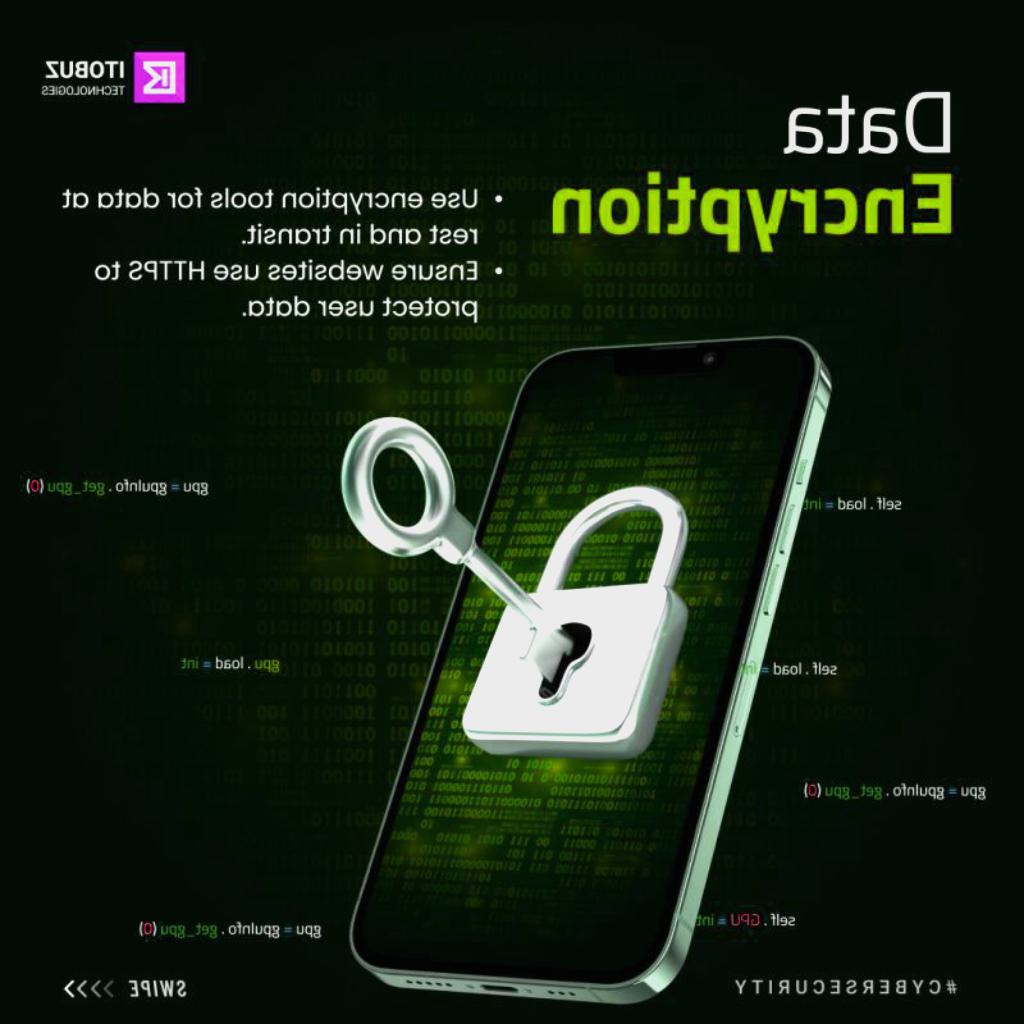 Data
Encryption
ITOBUZ
TECHNOLOGIES
• Use encryption tools for data at
rest and in transit.
• Ensure websites use HTTPS to
protect user data.
gpu = gpuInfo . get_gpu (0)
self . load = int
gpu . load = int
self . load = in
gpu = gpuInfo . get_gpu (0)
self . GPU = int
gpu = gpuInfo . get_gpu (0)
#CYBERSECURITY
SWIPE